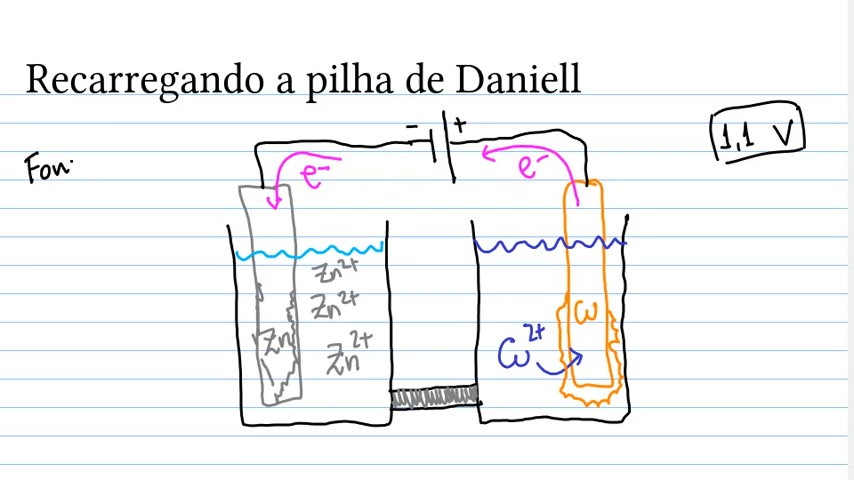 Recarregando a pilha de Daniell
- +
1,1 V
Fon.
e-
e-
Zn2+
Zn2+
Cu
Zn
Zn2+
Cu2+